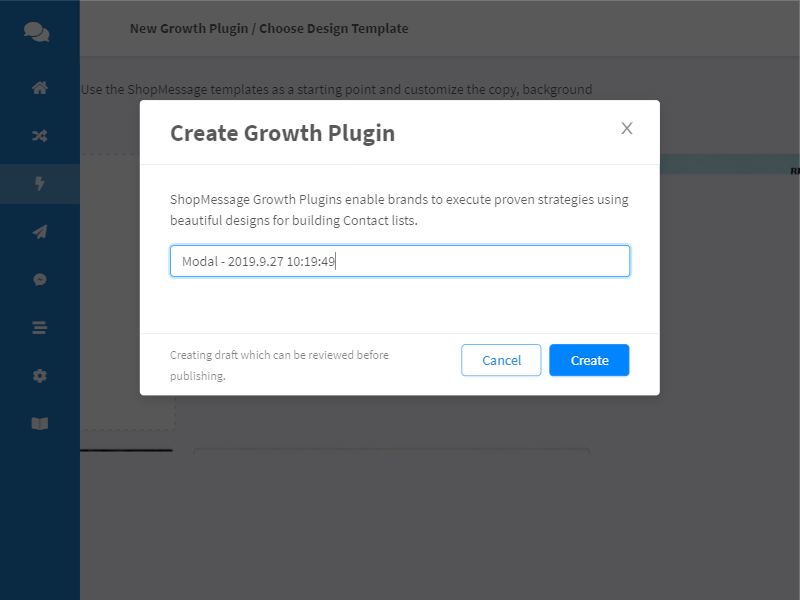 New Growth Plugin / Choose Design Template
Use the ShopMessage templates as a starting point and customize the copy, background
Create Growth Plugin
ShopMessage Growth Plugins enable brands to execute proven strategies using
beautiful designs for building Contact lists.
Modal - 2019.9.27 10:19:49
Creating draft which can be reviewed before
publishing.
Cancel
Create